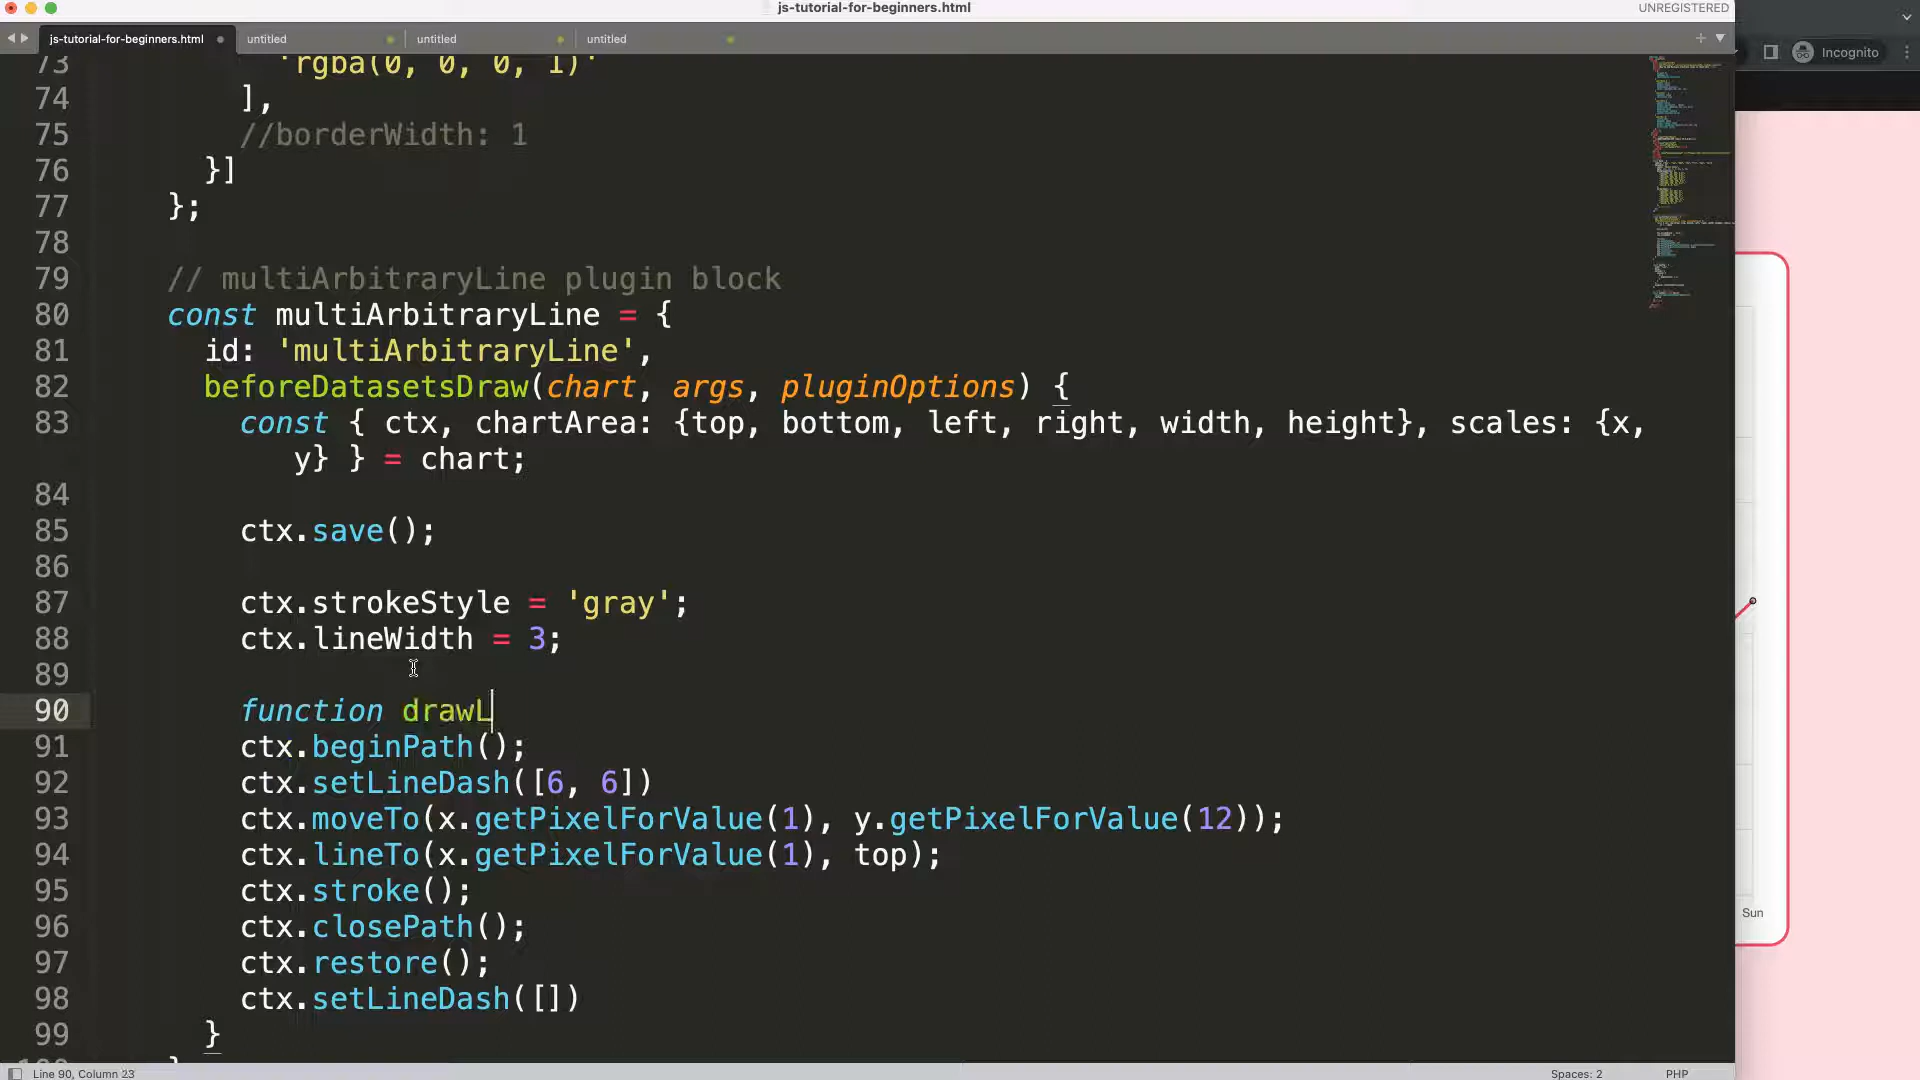 js-tutorial-for-beginners.html
UNREGISTERED
js-tutorial-for-beginners.html untitled untitled untitled
Incognito
73 'rgba(0, 0, 0, 1)'
74 ],
75 //borderWidth: 1
76 }]
77 };
78
79 // multiArbitraryLine plugin block
80 const multiArbitraryLine = {
81 id: 'multiArbitraryLine',
82 beforeDatasetsDraw(chart, args, pluginOptions) {
83 const { ctx, chartArea: {top, bottom, left, right, width, height}, scales: {x,
y} } = chart;
84
85 ctx.save();
86
87 ctx.strokeStyle = 'gray';
88 ctx.lineWidth = 3;
89
90 function drawL
91 ctx.beginPath();
92 ctx.setLineDash([6, 6])
93 ctx.moveTo(x.getPixelForValue(1), y.getPixelForValue(12));
94 ctx.lineTo(x.getPixelForValue(1), top);
95 ctx.stroke();
96 ctx.closePath();
97 ctx.restore();
98 ctx.setLineDash([])
99 }
Sun
Line 90, Column 23
Spaces: 2
PHP